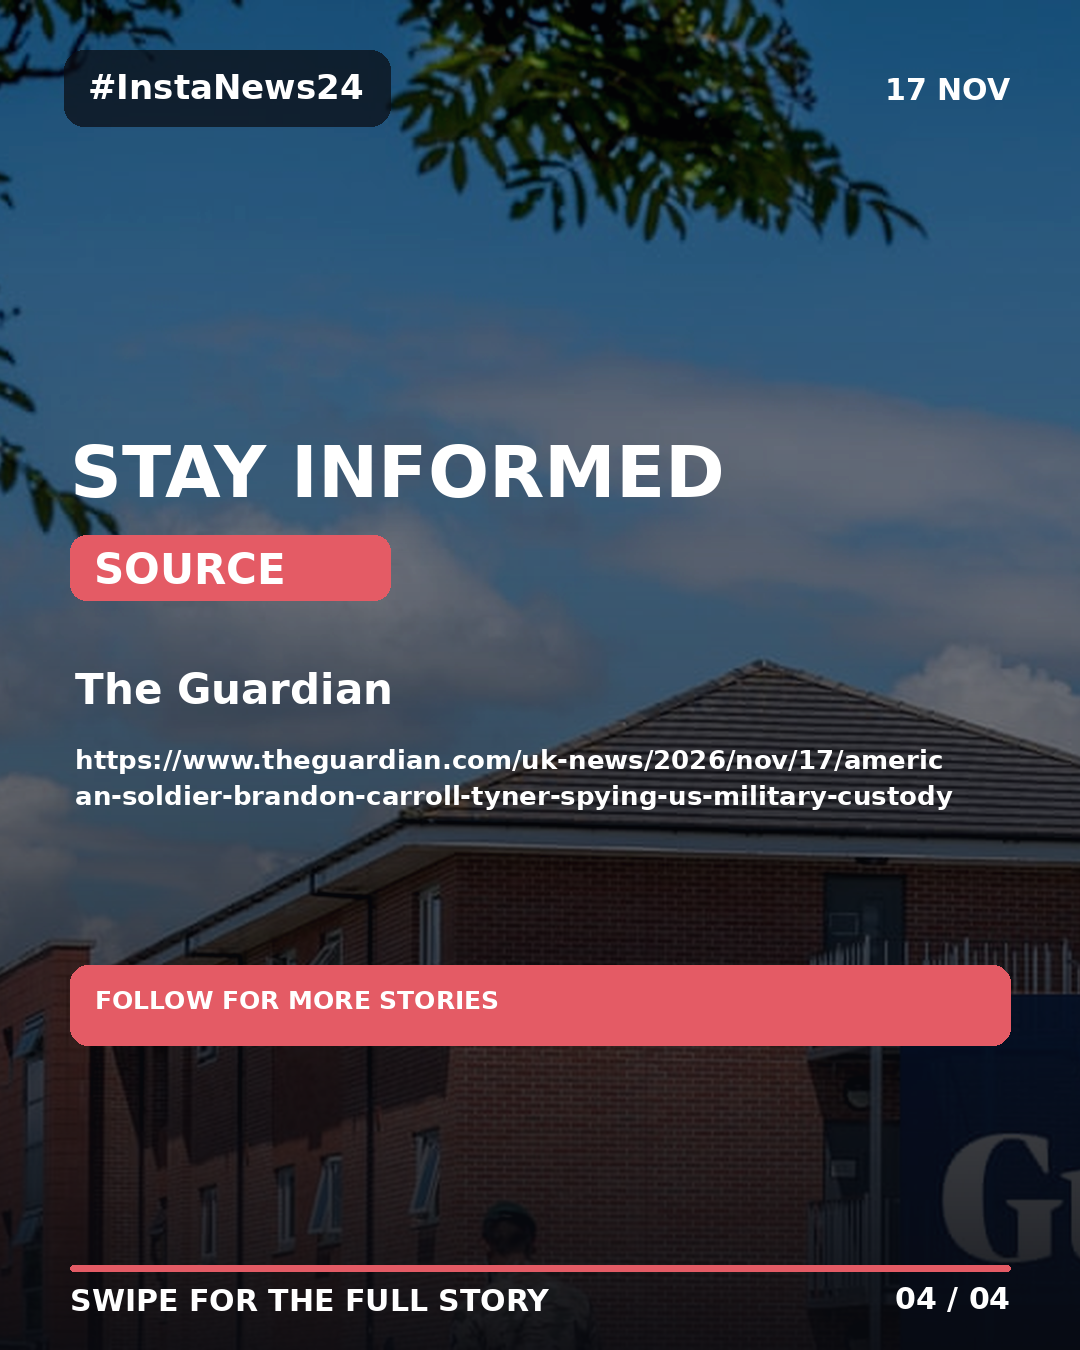 #InstaNews24
17 NOV
STAY INFORMED
SOURCE
The Guardian
https://www.theguardian.com/uk-news/2026/nov/17/americ
an-soldier-brandon-carroll-tyner-spying-us-military-custody
FOLLOW FOR MORE STORIES
SWIPE FOR THE FULL STORY
04 / 04